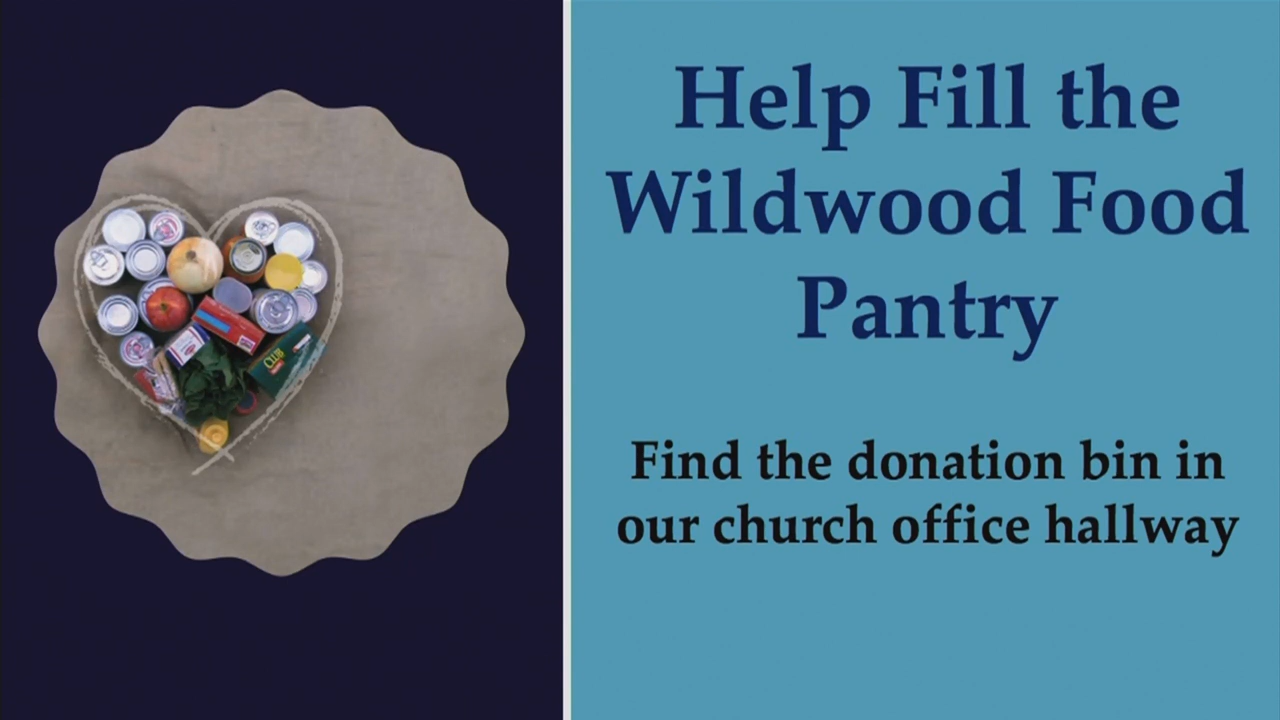 Help Fill the
Wildwood Food
Pantry
Find the donation bin in
our church office hallway